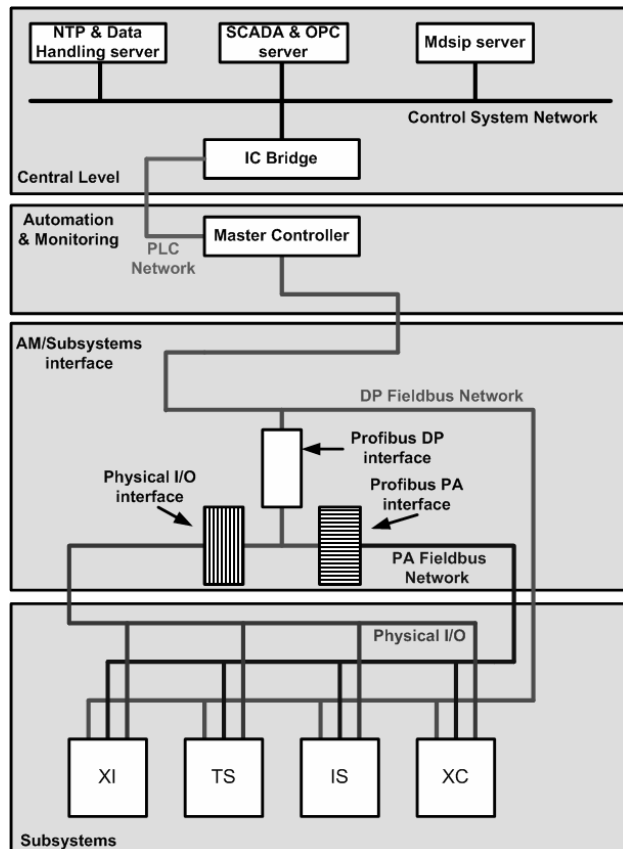 NTP & Data
Handling server
SCADA & OPC
server
Mdsip server
Control System Network
IC Bridge
Central Level
Automation
& Monitoring
Master Controller
PLC
Network
AM/Subsystems
interface
DP Fieldbus Network
Profibus DP
interface
Physical I/O
interface
Profibus PA
interface
PA Fieldbus
Network
Physical I/O
XI
TS
IS
XC
Subsystems